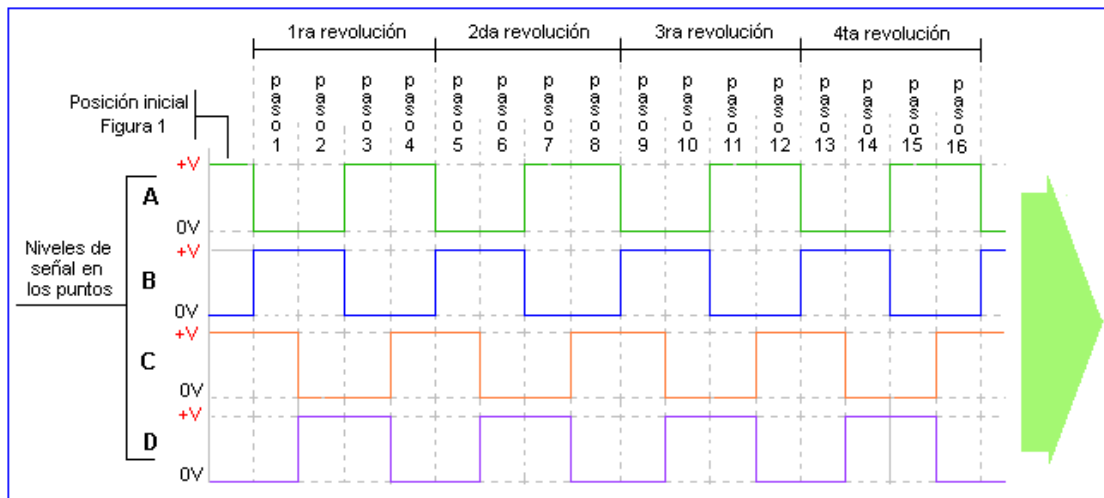 1ra revolución 2da revolución 3ra revolución 4ta revolución
Posición inicial
Figura 1
paso 1 paso 2 paso 3 paso 4 paso 5 paso 6 paso 7 paso 8 paso 9 paso 10 paso 11 paso 12 paso 13 paso 14 paso 15 paso 16
Niveles de
señal en
los puntos
+V
A
0V
+V
B
0V
+V
C
0V
+V
D
0V